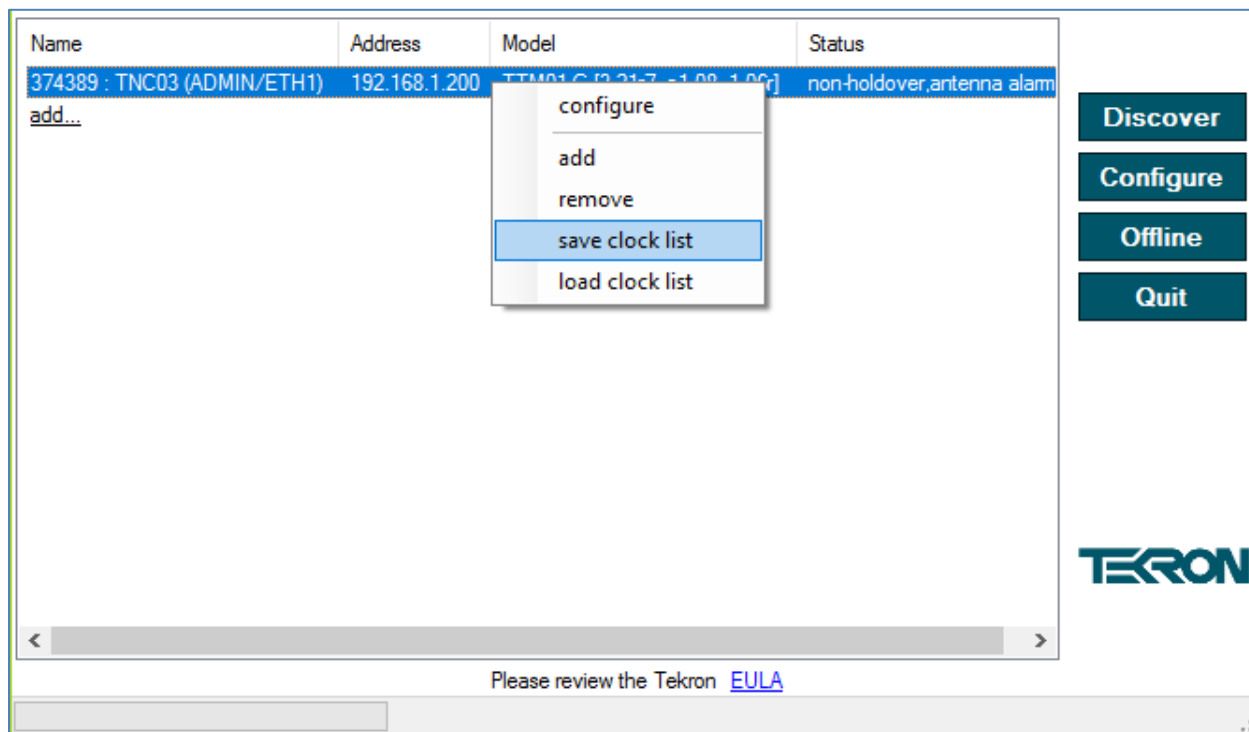 Name Address Model Status
374389 : TNC03 (ADMIN/ETH1) 192.168.1.200 non-holdover,antenna alarm
add...
configure
add
remove
save clock list
load clock list
Discover
Configure
Offline
Quit
TEKRON
Please review the Tekron EULA